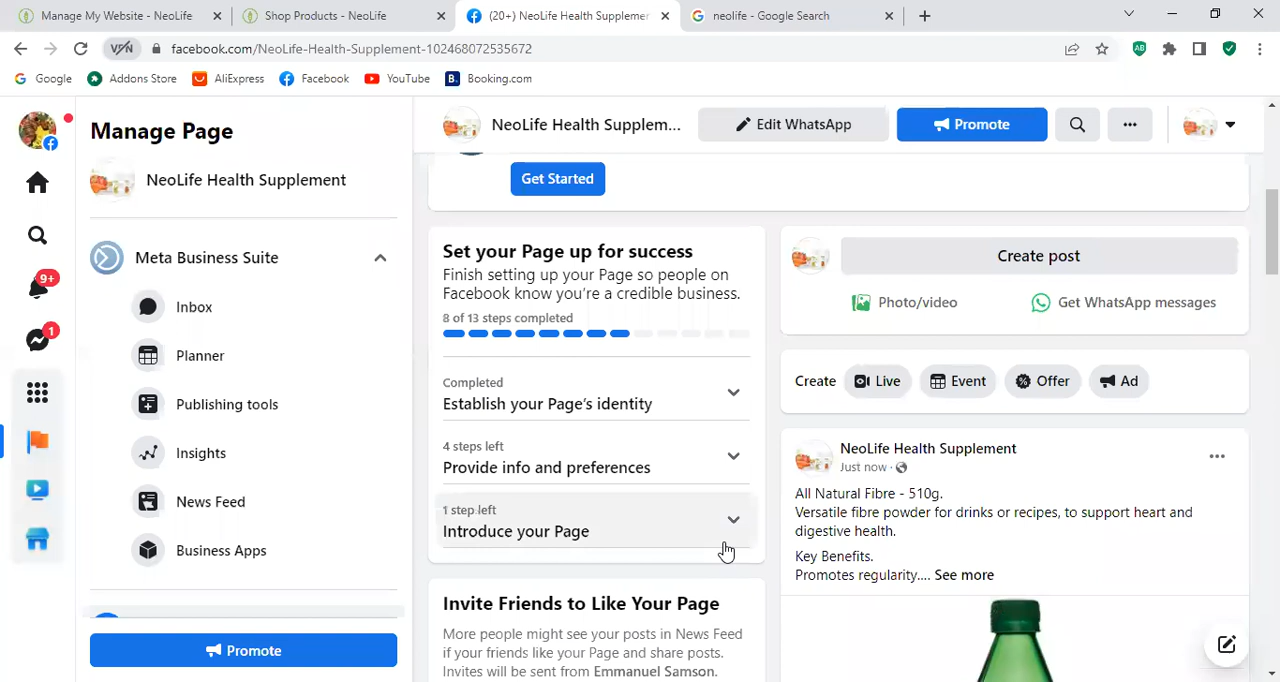 Manage My Website - NeoLife
Shop Products - NeoLife
(20+) NeoLife Health Supplemen
neolife - Google Search
VPN
facebook.com/NeoLife-Health-Supplement-102468072535672
Google
Addons Store
AliExpress
Facebook
YouTube
Booking.com
Manage Page
NeoLife Health Supplement
Meta Business Suite
Inbox
Planner
Publishing tools
Insights
News Feed
Business Apps
Promote
9+
1
NeoLife Health Supplem...
Edit WhatsApp
Promote
Get Started
Set your Page up for success
Finish setting up your Page so people on
Facebook know you're a credible business.
8 of 13 steps completed
Completed
Establish your Page's identity
4 steps left
Provide info and preferences
1 step left
Introduce your Page
Invite Friends to Like Your Page
More people might see your posts in News Feed
if your friends like your Page and share posts.
Invites will be sent from Emmanuel Samson.
Create post
Photo/video
Get WhatsApp messages
Create
Live
Event
Offer
Ad
NeoLife Health Supplement
Just now ·
All Natural Fibre - 510g.
Versatile fibre powder for drinks or recipes, to support heart and
digestive health.
Key Benefits.
Promotes regularity.... See more